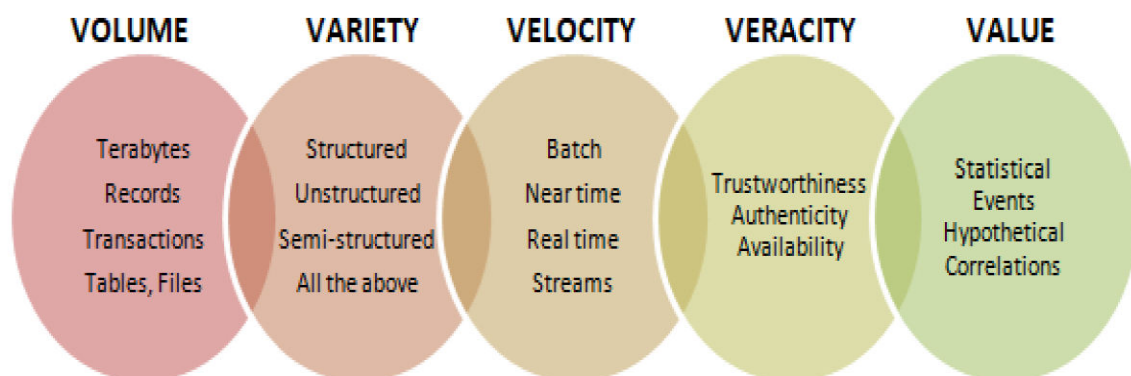 VOLUME
Terabytes
Records
Transactions
Tables, Files
VARIETY
Structured
Unstructured
Semi-structured
All the above
VELOCITY
Batch
Near time
Real time
Streams
VERACITY
Trustworthiness
Authenticity
Availability
VALUE
Statistical
Events
Hypothetical
Correlations